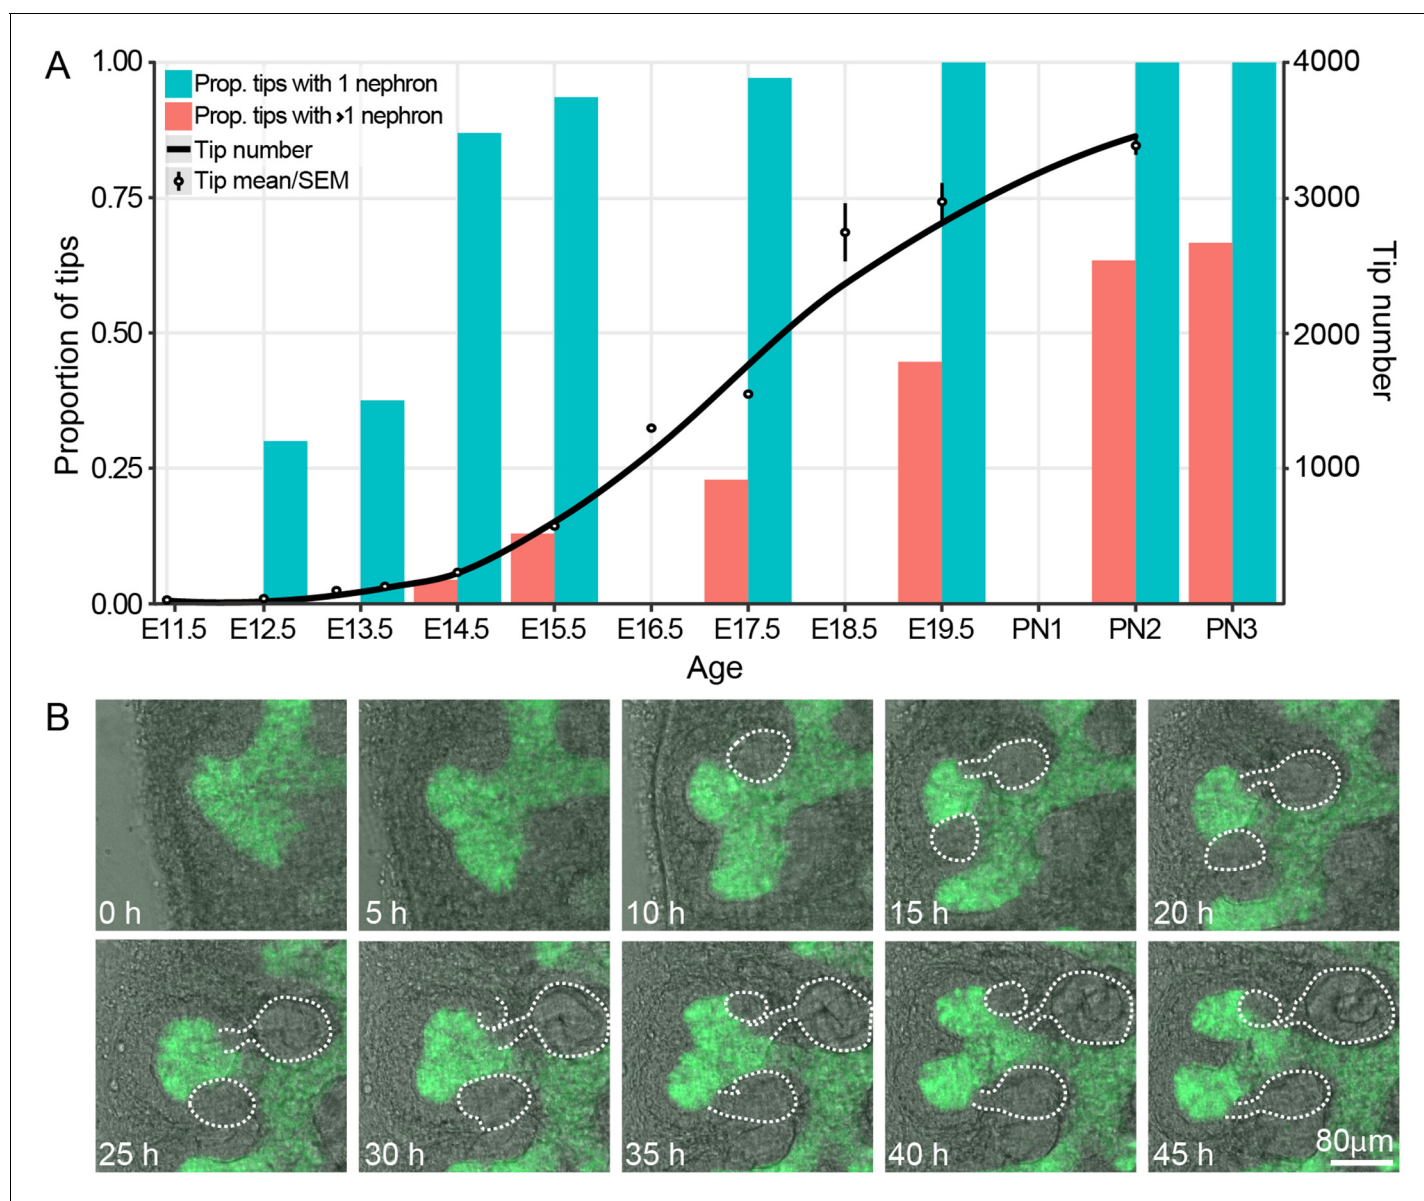 A
1.00
0.75
0.50
0.25
0.00
Proportion of tips
Prop. tips with 1 nephron
Prop. tips with >1 nephron
Tip number
Tip mean/SEM
4000
3000
2000
1000
Tip number
E11.5 E12.5 E13.5 E14.5 E15.5 E16.5 E17.5 E18.5 E19.5 PN1 PN2 PN3
Age
B
0 h 5 h 10 h 15 h 20 h
25 h 30 h 35 h 40 h 45 h
80μm